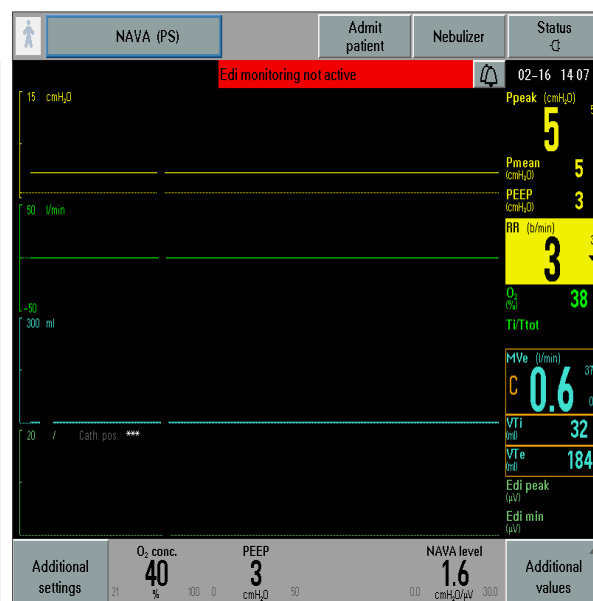 NAVA (PS)
Admit
patient
Nebulizer
Status
Edi monitoring not active
02-16 14 07
15 cmH₂O
Ppeak (cmH₂O)
5
5
Pmean
(cmH₂O)
5
PEEP
(cmH₂O)
3
50 l/min
RR (b/min)
3
-50
O₂
(%)
38
300 ml
Ti/Ttot
MVe (l/min)
C 0.6
37
0
VTi
(ml)
32
20 / Cath. pos. ***
VTe
(ml)
184
Edi peak
(µV)
Edi min
(µV)
Additional
settings
O₂ conc.
40
21 % 100
PEEP
3
0 cmH₂O 50
NAVA level
1.6
0.0 cmH₂O/µV 30.0
Additional
values